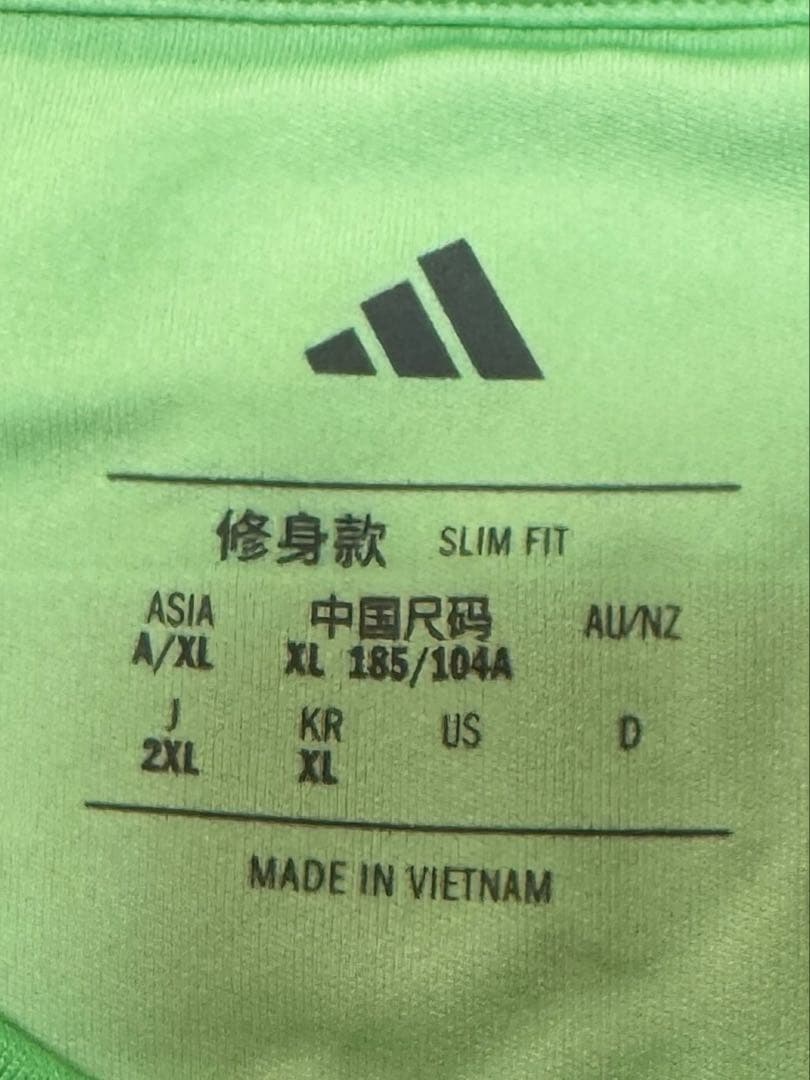 修身款 SLIM FIT
ASIA 中国尺码 AU/NZ
A/XL XL 185/104A
J KR US D
2XL XL
MADE IN VIETNAM